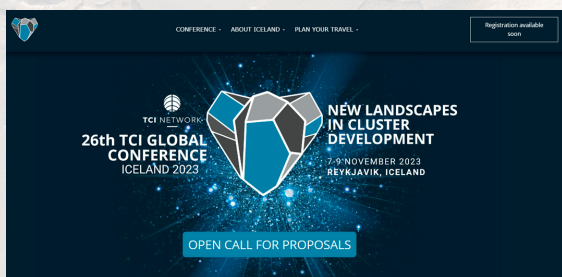 CONFERENCE
ABOUT ICELAND
PLAN YOUR TRAVEL
Registration available
soon
TCI NETWORK
26th TCI GLOBAL
CONFERENCE
ICELAND 2023
NEW LANDSCAPES
IN CLUSTER
DEVELOPMENT
7-9 NOVEMBER 2023
REYKJAVIK, ICELAND
OPEN CALL FOR PROPOSALS